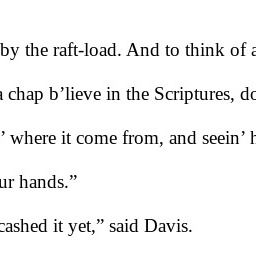 by the raft-load. And to think of a
a chap b’lieve in the Scriptures, do
’ where it come from, and seein’ h
ur hands.”
cashed it yet,” said Davis.